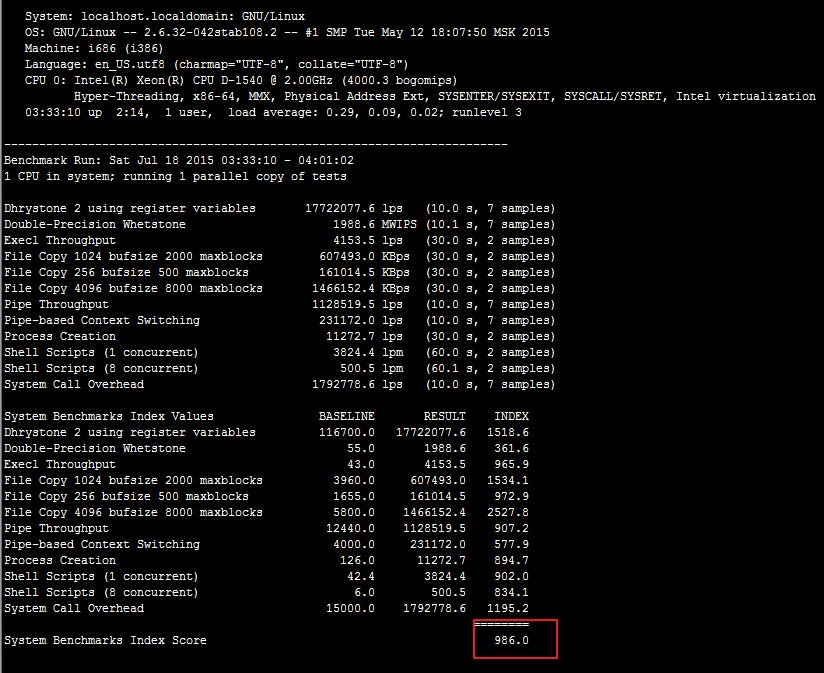 System: localhost.localdomain: GNU/Linux
OS: GNU/Linux -- 2.6.32-042stab108.2 -- #1 SMP Tue May 12 18:07:50 MSK 2015
Machine: i686 (i386)
Language: en_US.utf8 (charmap="UTF-8", collate="UTF-8")
CPU 0: Intel(R) Xeon(R) CPU D-1540 @ 2.00GHz (4000.3 bogomips)
Hyper-Threading, x86-64, MMX, Physical Address Ext, SYSENTER/SYSEXIT, SYSCALL/SYSRET, Intel virtualization
03:33:10 up  2:14,  1 user,  load average: 0.29, 0.09, 0.02; runlevel 3
------------------------------------------------------------------------
Benchmark Run: Sat Jul 18 2015 03:33:10 - 04:01:02
1 CPU in system; running 1 parallel copy of tests
Dhrystone 2 using register variables 17722077.6 lps (10.0 s, 7 samples)
Double-Precision Whetstone 1988.6 MWIPS (10.1 s, 7 samples)
Execl Throughput 4153.5 lps (30.0 s, 2 samples)
File Copy 1024 bufsize 2000 maxblocks 607493.0 KBps (30.0 s, 2 samples)
File Copy 256 bufsize 500 maxblocks 161014.5 KBps (30.0 s, 2 samples)
File Copy 4096 bufsize 8000 maxblocks 1466152.4 KBps (30.0 s, 2 samples)
Pipe Throughput 1128519.5 lps (10.0 s, 7 samples)
Pipe-based Context Switching 231172.0 lps (10.0 s, 7 samples)
Process Creation 11272.7 lps (30.0 s, 2 samples)
Shell Scripts (1 concurrent) 3824.4 lpm (60.0 s, 2 samples)
Shell Scripts (8 concurrent) 500.5 lpm (60.1 s, 2 samples)
System Call Overhead 1792778.6 lps (10.0 s, 7 samples)
System Benchmarks Index Values BASELINE RESULT INDEX
Dhrystone 2 using register variables 116700.0 17722077.6 1518.6
Double-Precision Whetstone 55.0 1988.6 361.6
Execl Throughput 43.0 4153.5 965.9
File Copy 1024 bufsize 2000 maxblocks 3960.0 607493.0 1534.1
File Copy 256 bufsize 500 maxblocks 1655.0 161014.5 972.9
File Copy 4096 bufsize 8000 maxblocks 5800.0 1466152.4 2527.8
Pipe Throughput 12440.0 1128519.5 907.2
Pipe-based Context Switching 4000.0 231172.0 577.9
Process Creation 126.0 11272.7 894.7
Shell Scripts (1 concurrent) 42.4 3824.4 902.0
Shell Scripts (8 concurrent) 6.0 500.5 834.1
System Call Overhead 15000.0 1792778.6 1195.2
========
System Benchmarks Index Score 986.0